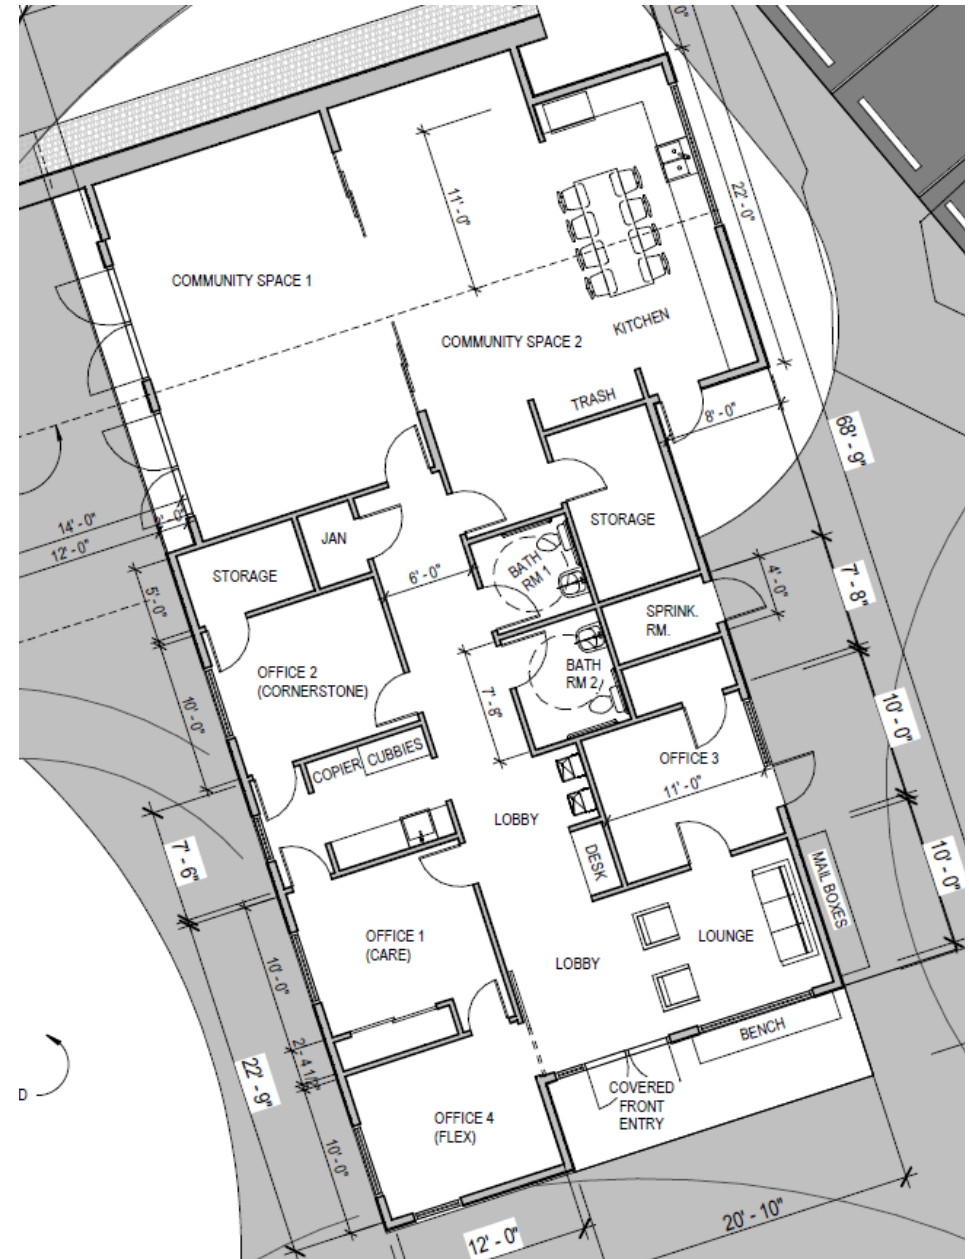 11' - 0"
22' - 0"
COMMUNITY SPACE 1
COMMUNITY SPACE 2
KITCHEN
TRASH
8' - 0"
68' - 9"
14' - 0"
12' - 0"
JAN
STORAGE
STORAGE
BATH
RM 1
6' - 0"
5' - 0"
4' - 0"
7' - 8"
SPRINK.
RM.
OFFICE 2
(CORNERSTONE)
BATH
RM 2
7' - 8"
10' - 0"
10' - 0"
COPIER
CUBBIES
OFFICE 3
11' - 0"
LOBBY
7' - 6"
DESK
MAIL BOXES
10' - 0"
OFFICE 1
(CARE)
LOUNGE
LOBBY
10' - 0"
BENCH
2' - 4 1/2"
22' - 9"
D
COVERED
FRONT
ENTRY
OFFICE 4
(FLEX)
10' - 0"
12' - 0"
20' - 10"